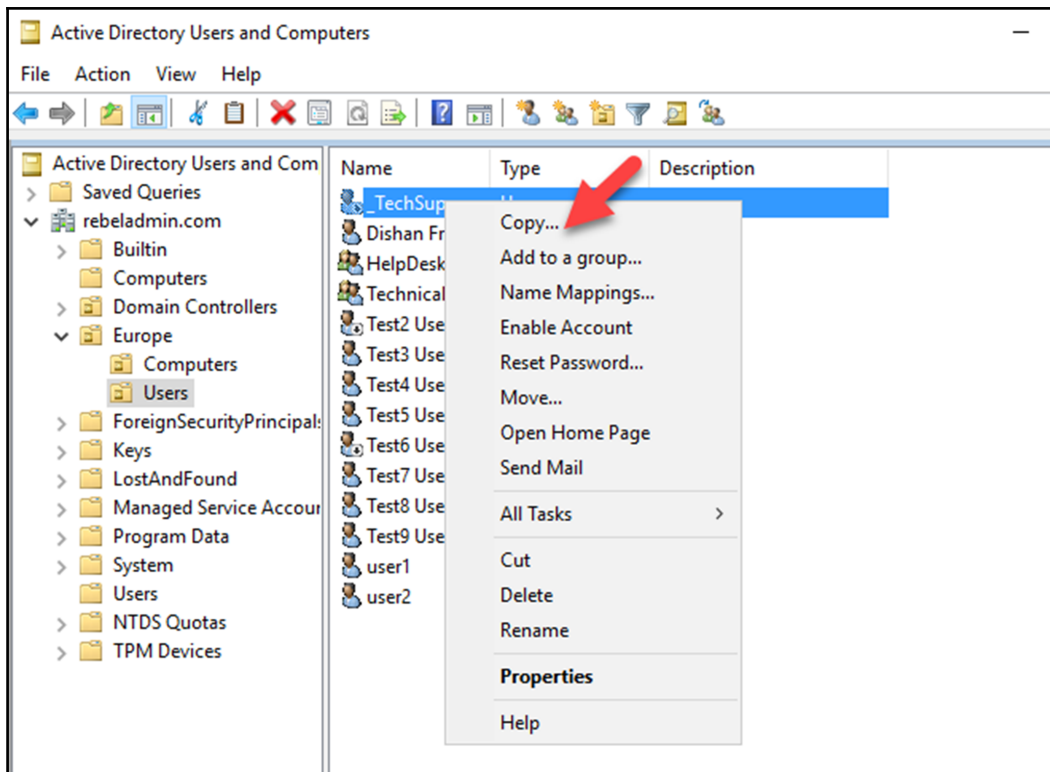 Active Directory Users and Computers
File Action View Help
Active Directory Users and Com
Saved Queries
rebeladmin.com
Builtin
Computers
Domain Controllers
Europe
Computers
Users
ForeignSecurityPrincipal
Keys
LostAndFound
Managed Service Accour
Program Data
System
Users
NTDS Quotas
TPM Devices
Name Type Description
_TechSup
Dishan Fr
HelpDesk
Technical
Test2 Use
Test3 Use
Test4 Use
Test5 Use
Test6 Use
Test7 Use
Test8 Use
Test9 Use
user1
user2
Copy...
Add to a group...
Name Mappings...
Enable Account
Reset Password...
Move...
Open Home Page
Send Mail
All Tasks
Cut
Delete
Rename
Properties
Help